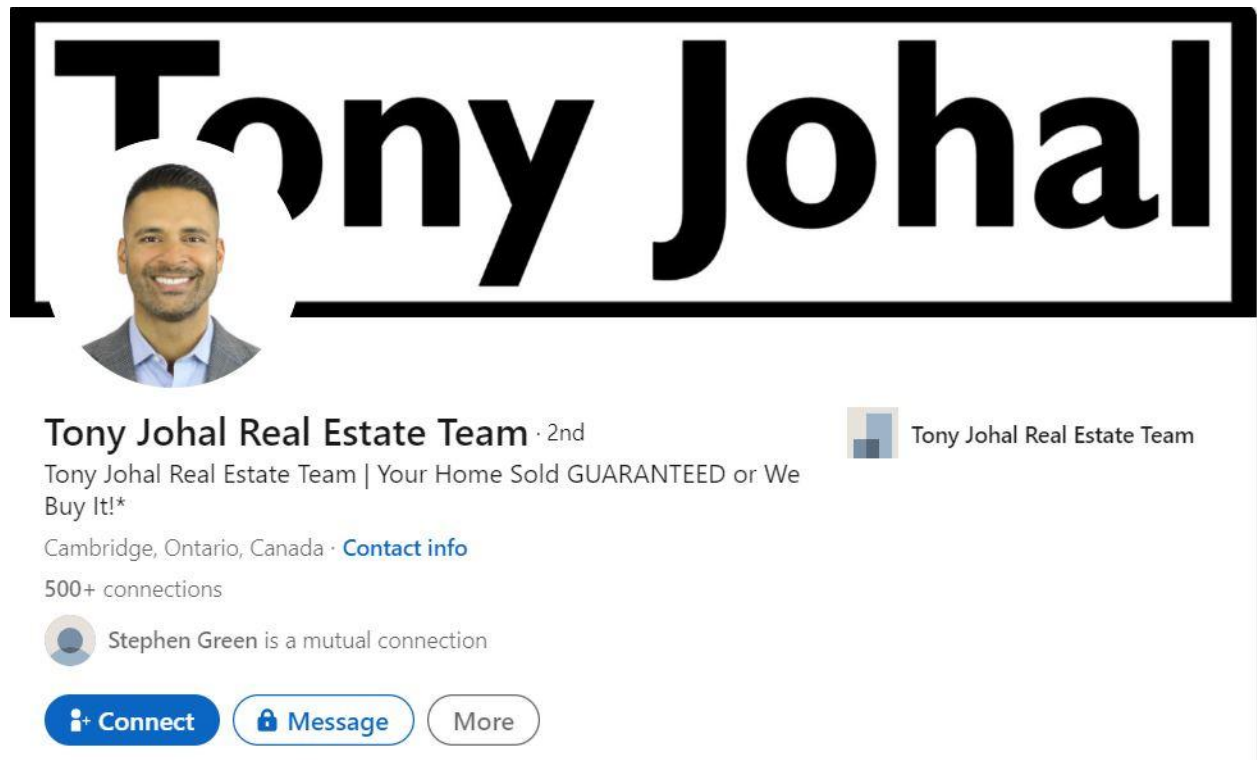 Tony Johal
Tony Johal Real Estate Team · 2nd
Tony Johal Real Estate Team
Tony Johal Real Estate Team | Your Home Sold GUARANTEED or We
Buy It!*
Cambridge, Ontario, Canada · Contact info
500+ connections
Stephen Green is a mutual connection
Connect
Message
More